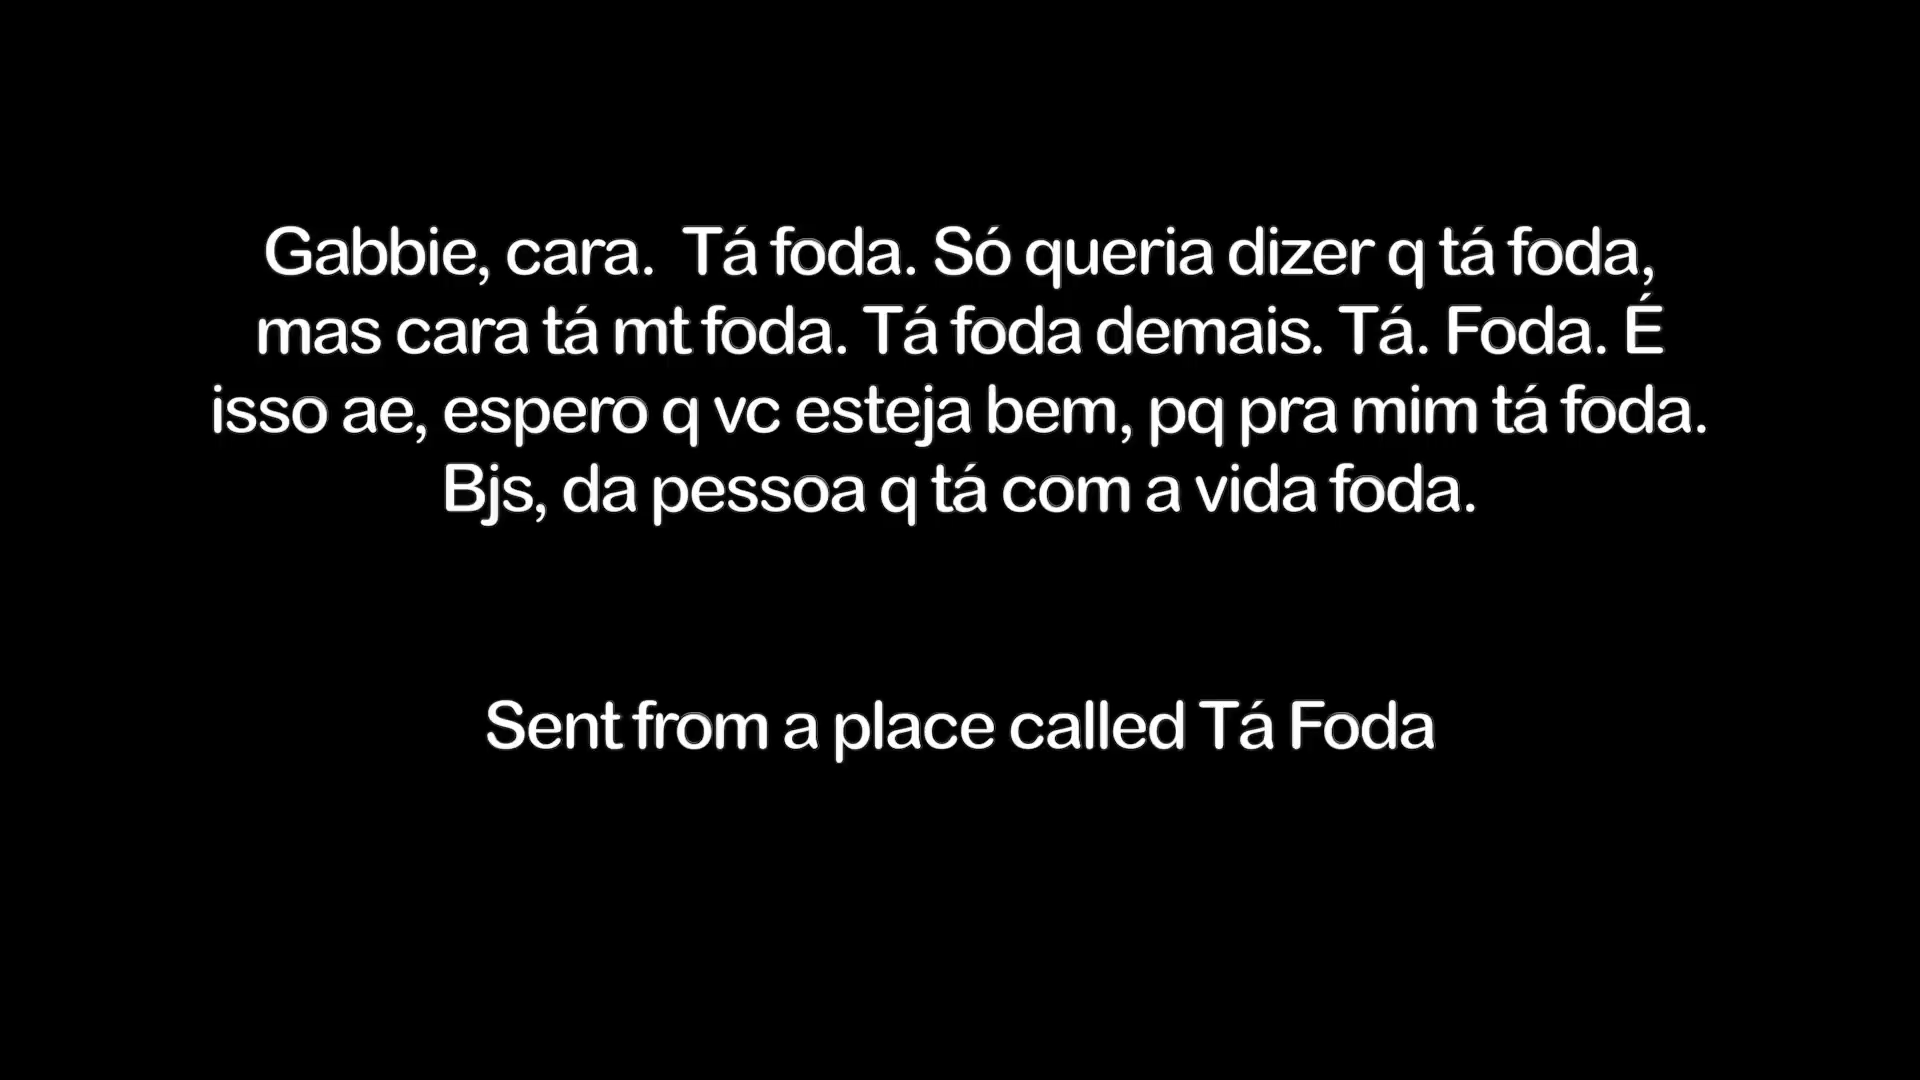 Gabbie, cara.  Tá foda. Só queria dizer q tá foda,
mas cara tá mt foda. Tá foda demais. Tá. Foda. É
isso ae, espero q vc esteja bem, pq pra mim tá foda.
Bjs, da pessoa q tá com a vida foda.
Sent from a place called Tá Foda